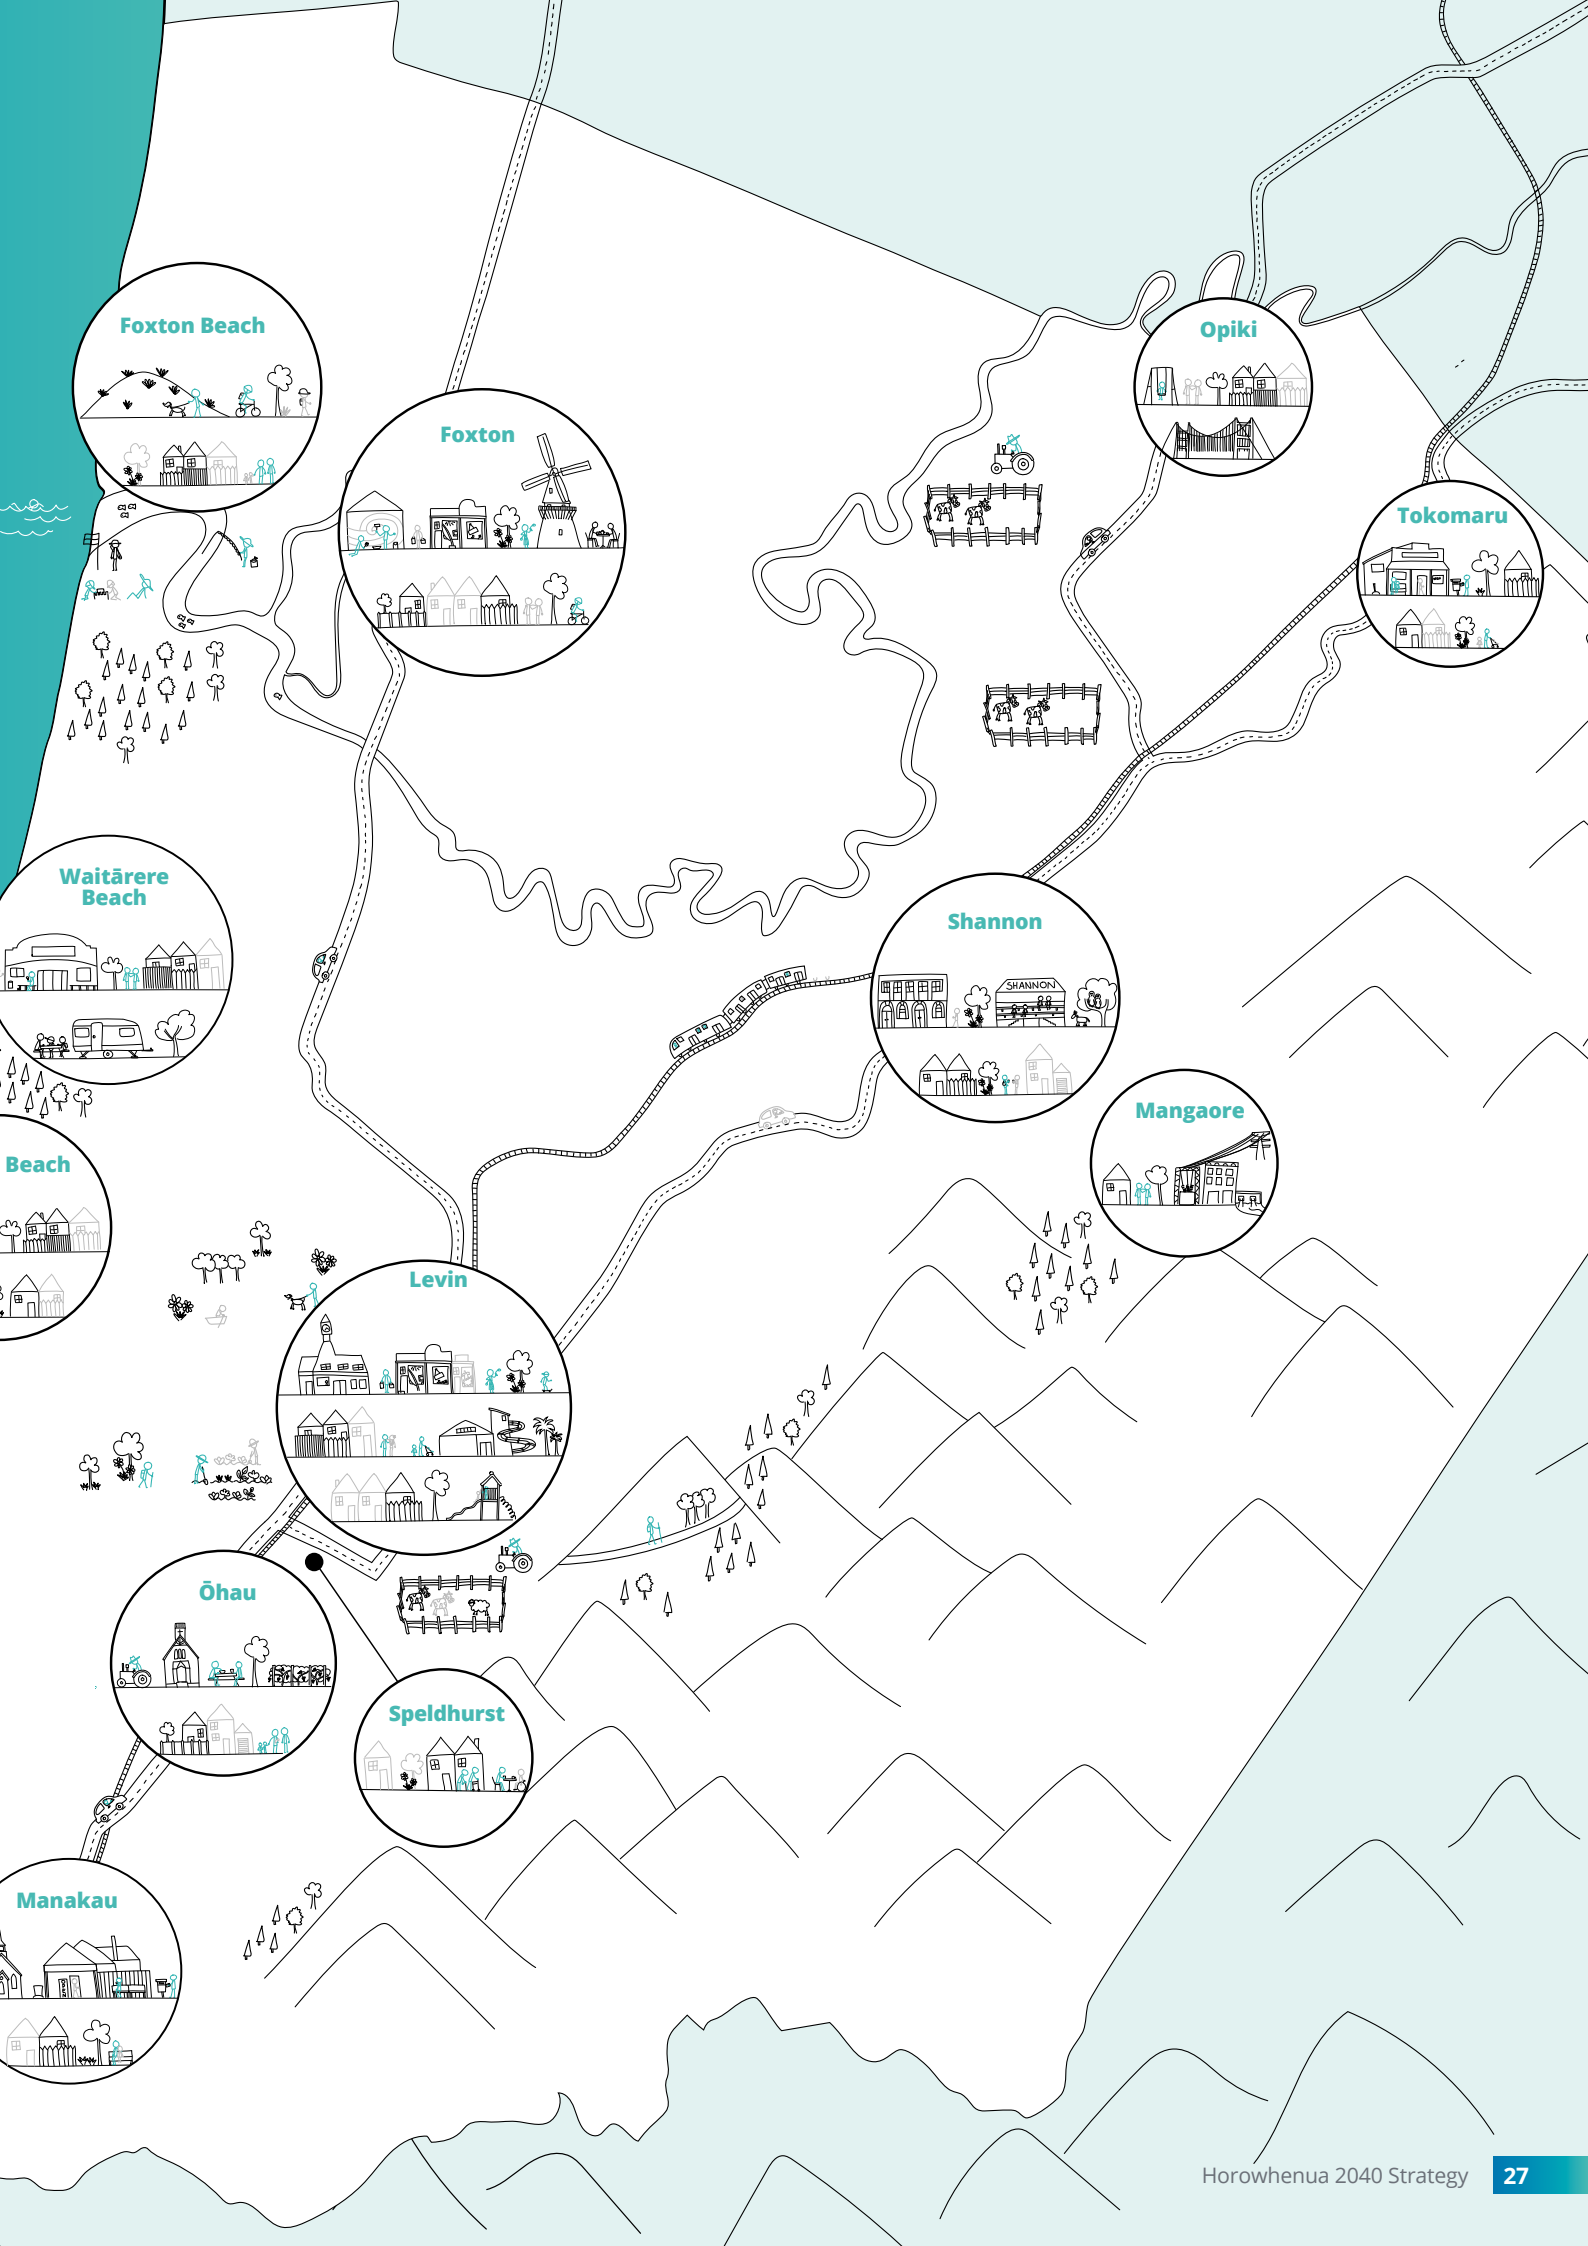 Foxton Beach
Opiki
Foxton
Tokomaru
Waitārere
Beach
Shannon
SHANNON
Mangaore
Beach
Levin
Ōhau
Speldhurst
Manakau
Horowhenua 2040 Strategy
27